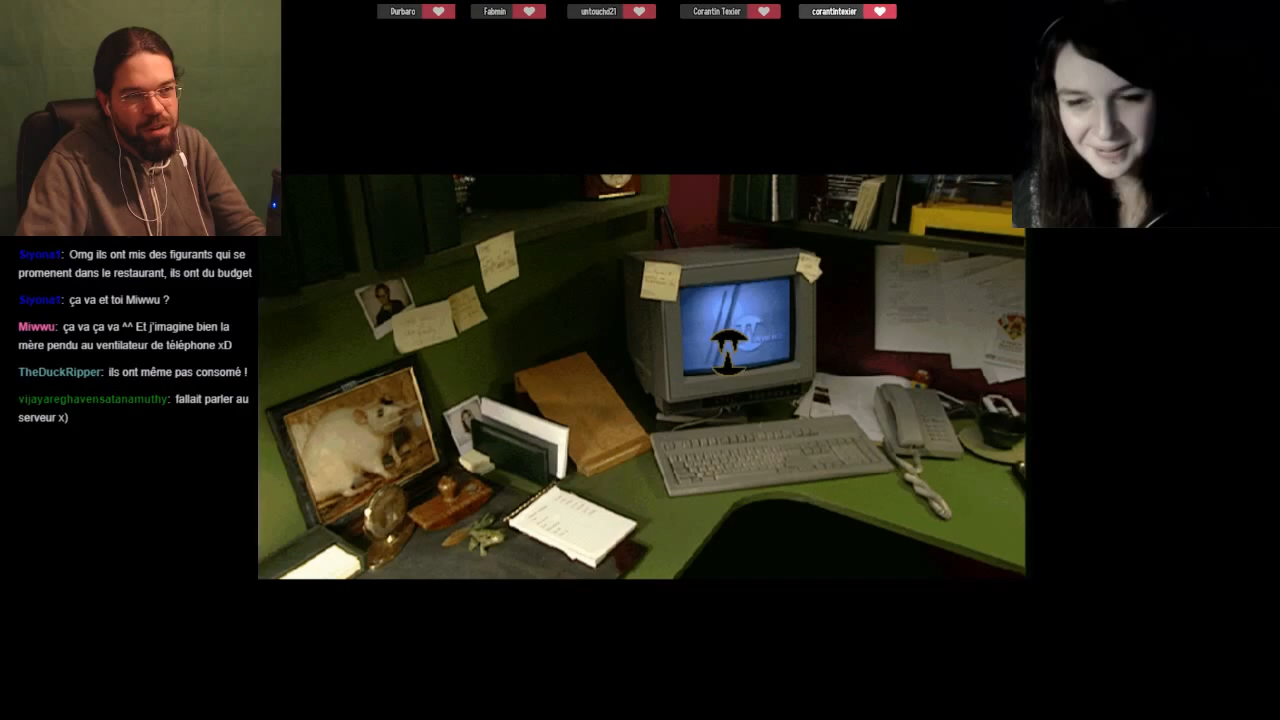 Durbaro
Fabmin
untouchd21
Corantin Texier
corantintexier
Siyona1: Omg ils ont mis des figurants qui se
promenent dans le restaurant, ils ont du budget
Siyona1: ça va et toi Miwwu ?
Miwwu: ça va ça va ^^ Et j'imagine bien la
mère pendu au ventilateur de téléphone xD
TheDuckRipper: ils ont même pas consomé !
vijayareghavensatanamuthy: fallait parler au
serveur x)
W